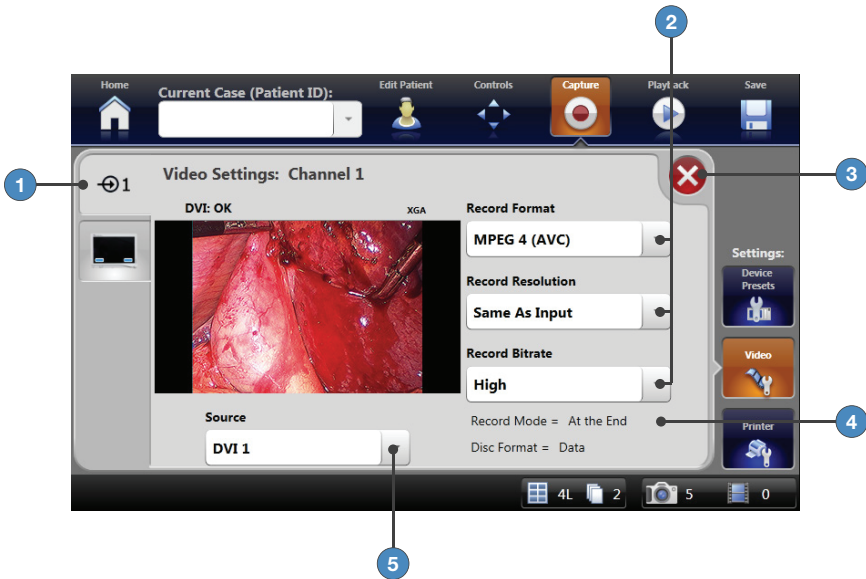 2
Home
Current Case (Patient ID):
Edit Patient
Controls
Capture
Playback
Save
1
1
Video Settings: Channel 1
3
DVI: OK
XGA
Record Format
MPEG 4 (AVC)
Settings:
Device
Presets
Record Resolution
Same As Input
Record Bitrate
High
Video
Source
DVI 1
Record Mode = At the End
4
Disc Format = Data
Printer
4L 2 5 0
5